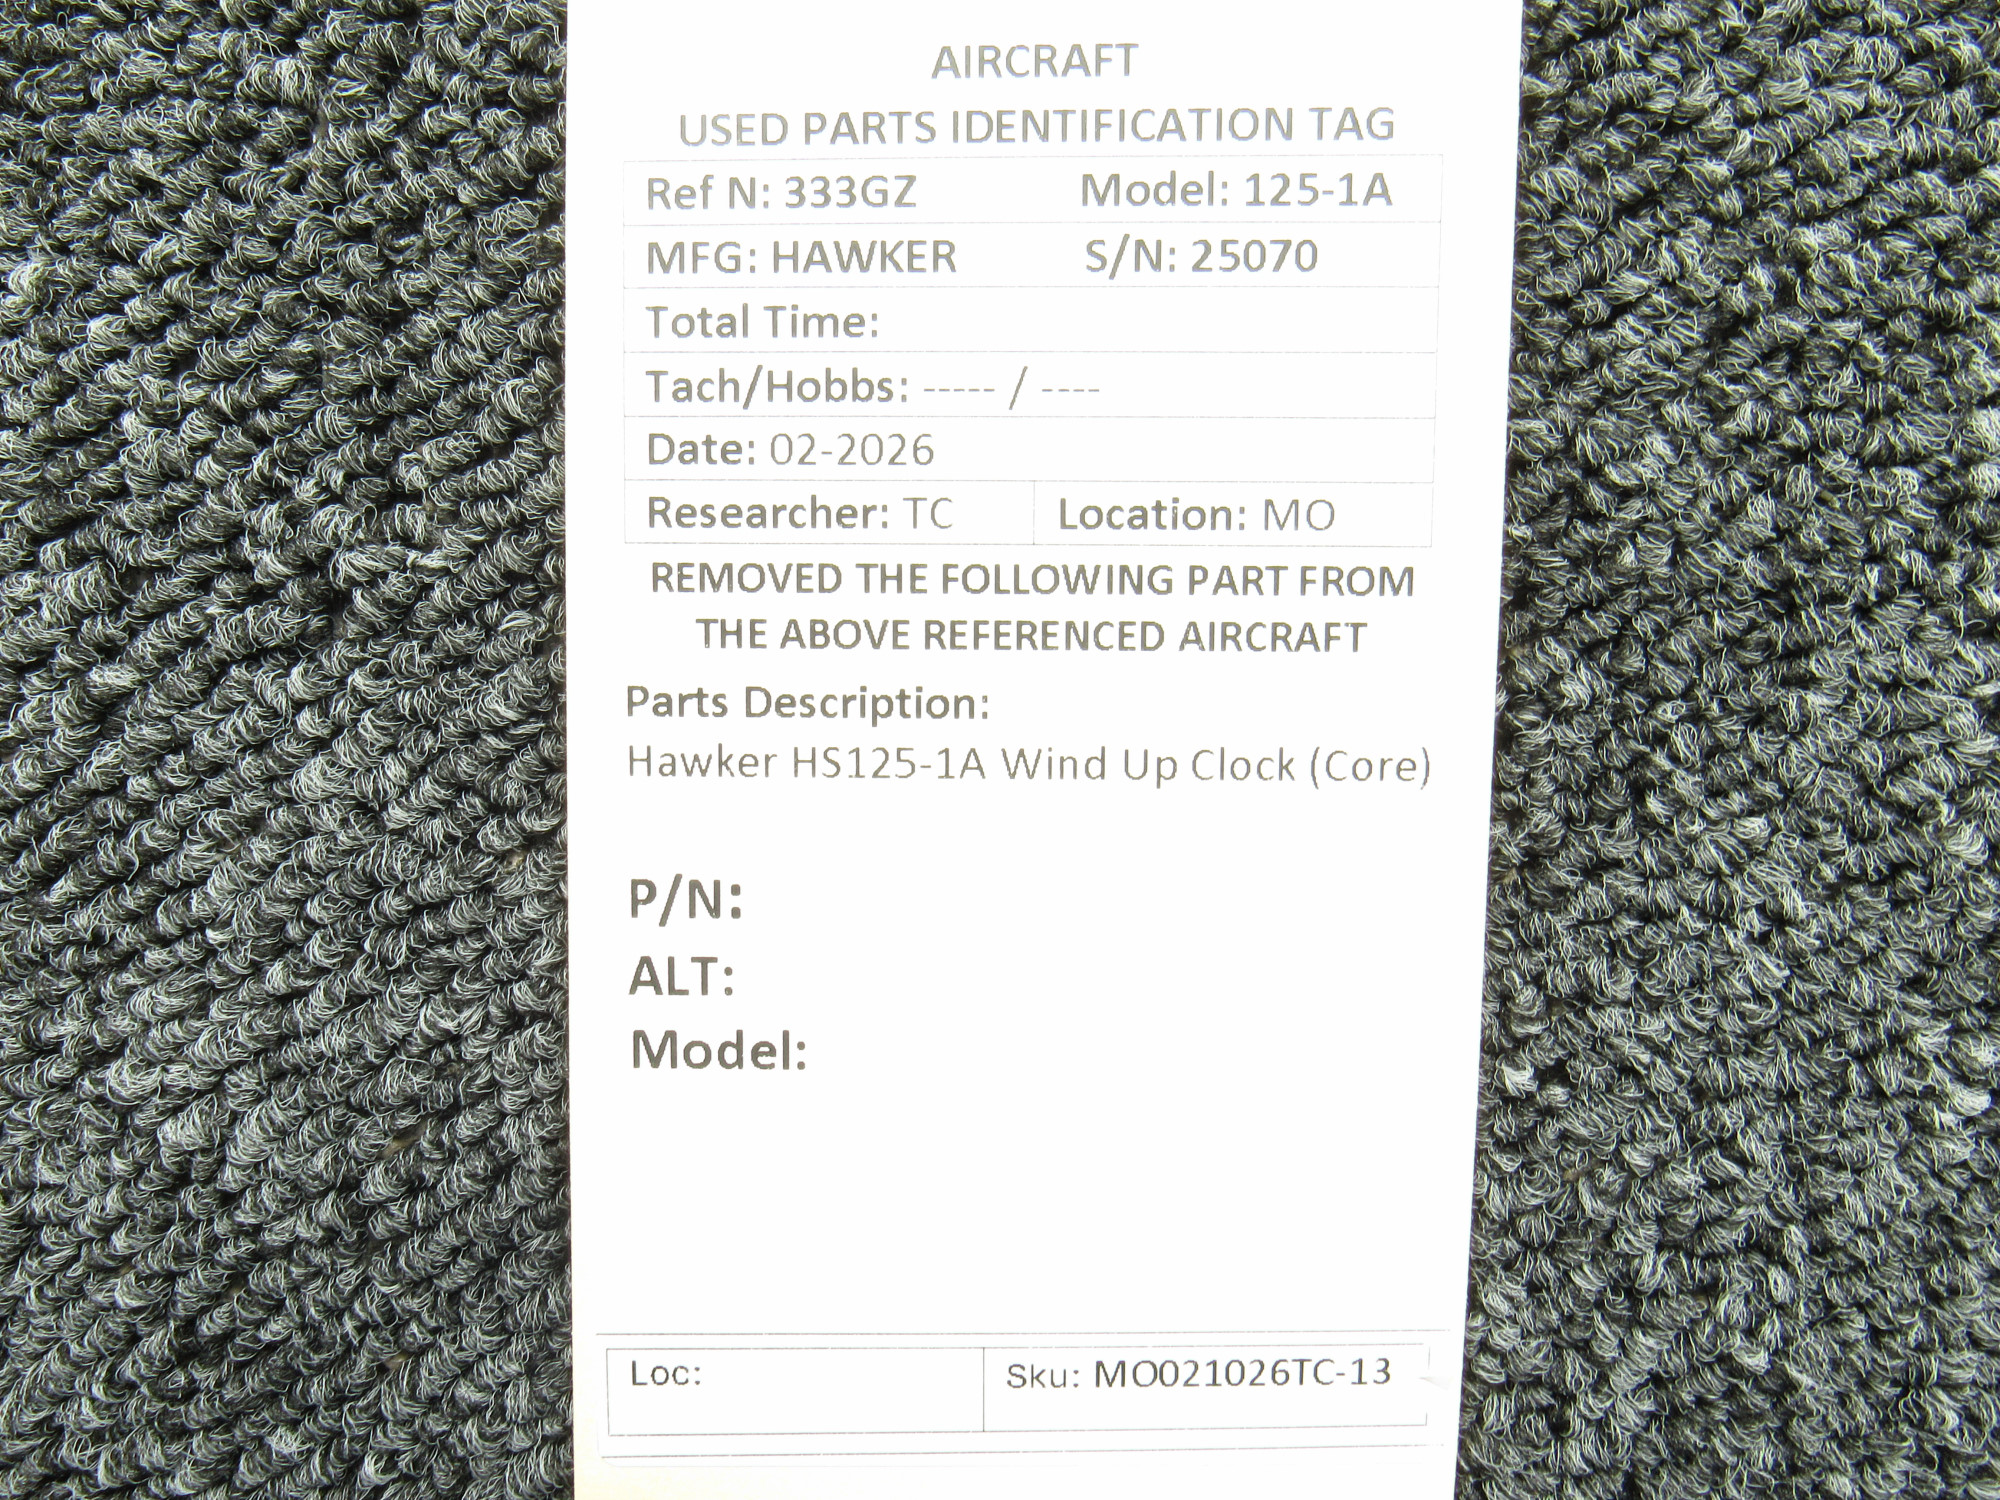 AIRCRAFT
USED PARTS IDENTIFICATION TAG
Ref N: 333GZ Model: 125-1A
MFG: HAWKER S/N: 25070
Total Time:
Tach/Hobbs: ----- / ----
Date: 02-2026
Researcher: TC Location: MO
REMOVED THE FOLLOWING PART FROM
THE ABOVE REFERENCED AIRCRAFT
Parts Description:
Hawker HS125-1A Wind Up Clock (Core)
P/N:
ALT:
Model:
Loc: Sku: MO021026TC-13